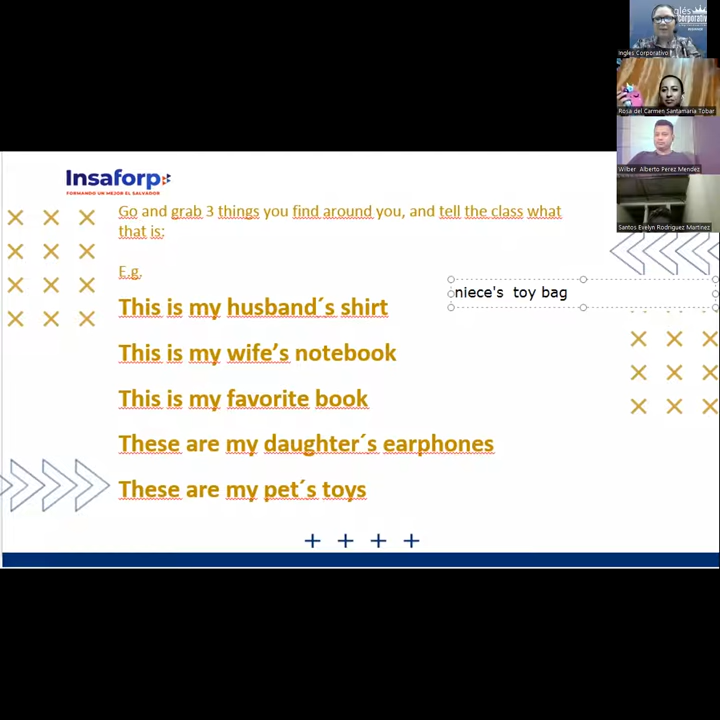 Inglés Corporativo
Rosa del Carmen Santamaría Tobar
Wilber Alberto Perez Mendez
Santos Evelyn Rodriguez Martinez
Insaforp
FORMANDO UN MEJOR EL SALVADOR
Go and grab 3 things you find around you, and tell the class what
that is:
E.g.
niece's toy bag
This is my husband´s shirt
This is my wife’s notebook
This is my favorite book
These are my daughter´s earphones
These are my pet´s toys